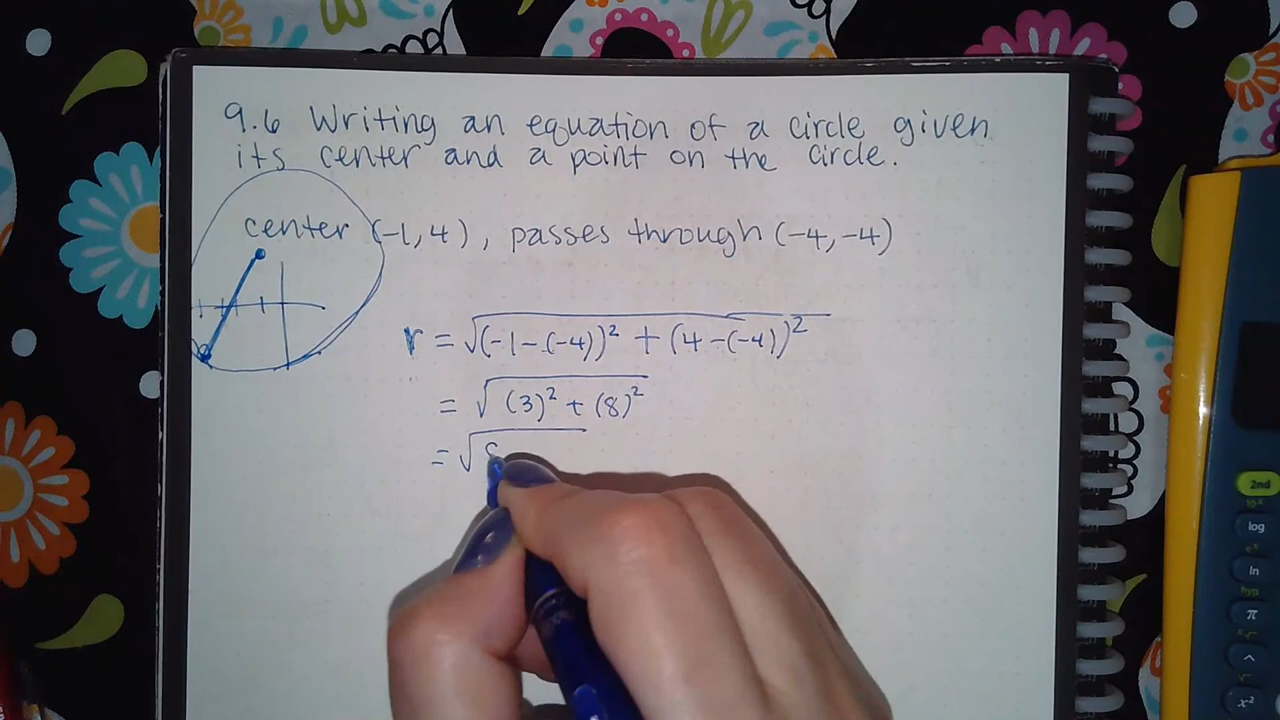 9.6 Writing an equation of a circle given
its center and a point on the circle.
center (-1,4), passes through (-4,-4)
r = √(-1-(-4))² + (4-(-4))²
= √(3)² + (8)²
= √
2nd
log
ln
hyp
π
^
x²